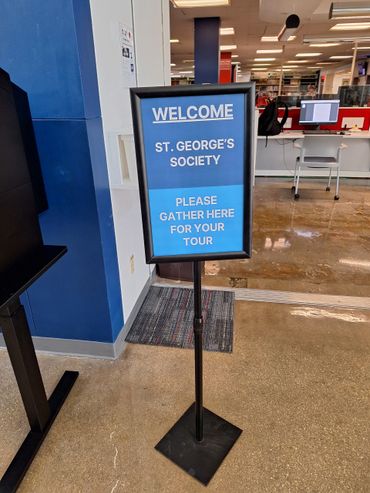 WELCOME
ST. GEORGE'S
SOCIETY
PLEASE
GATHER HERE
FOR YOUR
TOUR